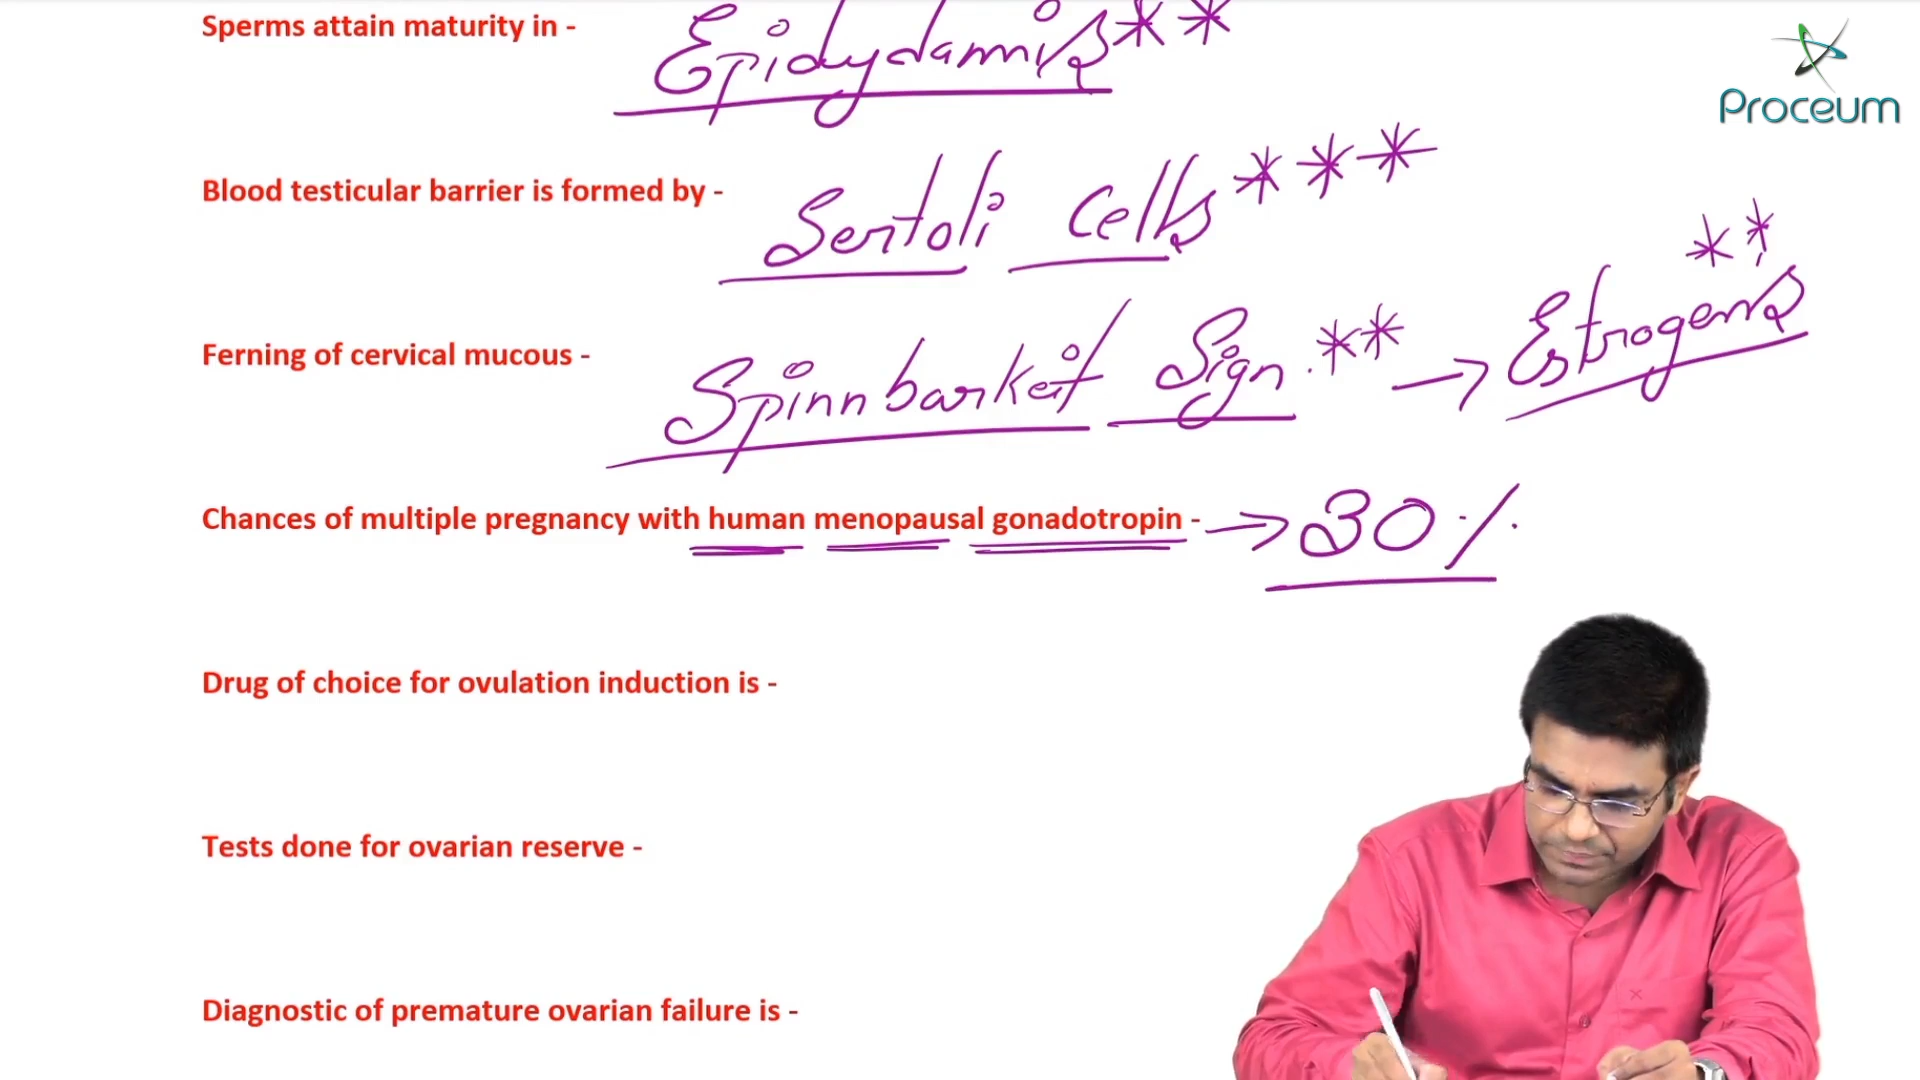 Sperms attain maturity in - Epidydamis**
Proceum
Blood testicular barrier is formed by - Sertoli Cells***
Ferning of cervical mucous - Spinnbarkeit Sign.** → Estrogens**
Chances of multiple pregnancy with human menopausal gonadotropin - → 30%
Drug of choice for ovulation induction is -
Tests done for ovarian reserve -
Diagnostic of premature ovarian failure is -